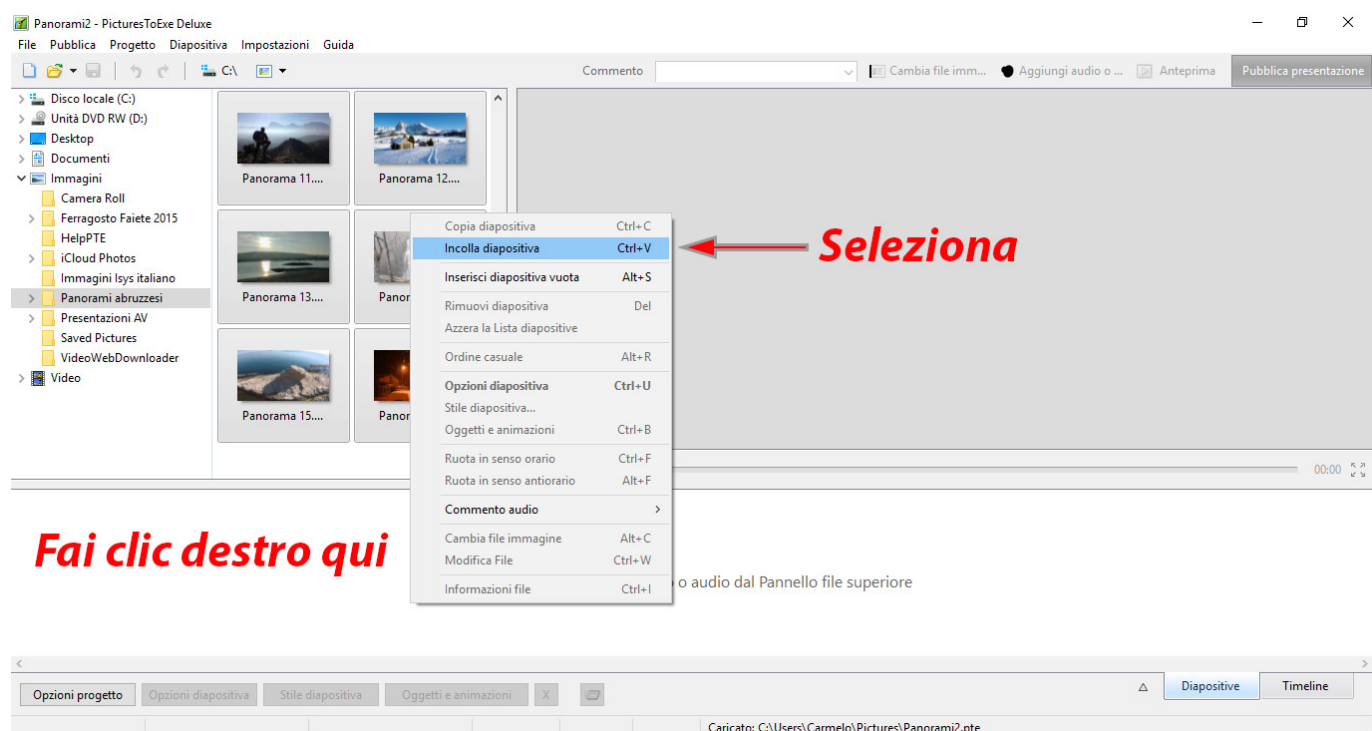 Panorami2 - PicturesToExe Deluxe
File Pubblica Progetto Diapositiva Impostazioni Guida
C:\ Commento Cambia file imm... Aggiungi audio o ... Anteprima Pubblica presentazione
Disco locale (C:)
Unità DVD RW (D:)
Desktop
Documenti
Immagini
Camera Roll
Ferragosto Faiete 2015
HelpPTE
iCloud Photos
Immagini Isys italiano
Panorami abruzzesi
Presentazioni AV
Saved Pictures
VideoWebDownloader
Video
Panorama 11.... Panorama 12....
Panorama 13.... Panor
Panorama 15.... Panor
Copia diapositiva Ctrl+C
Incolla diapositiva Ctrl+V
Inserisci diapositiva vuota Alt+S
Rimuovi diapositiva Del
Azzera la Lista diapositive
Ordine casuale Alt+R
Opzioni diapositiva Ctrl+U
Stile diapositiva...
Oggetti e animazioni Ctrl+B
Ruota in senso orario Ctrl+F
Ruota in senso antiorario Alt+F
Commento audio
Cambia file immagine Alt+C
Modifica File Ctrl+W
Informazioni file Ctrl+I
Seleziona
00:00
Fai clic destro qui
o audio dal Pannello file superiore
Opzioni progetto Opzioni diapositiva Stile diapositiva Oggetti e animazioni X Diapositive Timeline
Caricato: C:\Users\Carmelo\Pictures\Panorami2.pte